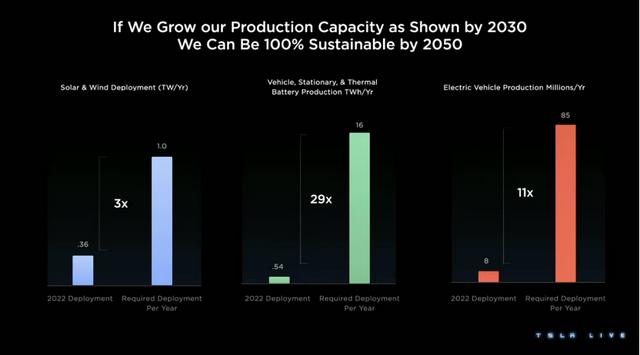 If We Grow our Production Capacity as Shown by 2030
We Can Be 100% Sustainable by 2050
Solar & Wind Deployment (TW/Yr)
1.0
3x
.36
2022 Deployment
Required Deployment
Per Year
Vehicle, Stationary, & Thermal
Battery Production TWh/Yr
16
29x
.54
2022 Deployment
Required Deployment
Per Year
Electric Vehicle Production Millions/Yr
85
11x
8
2022 Deployment
Required Deployment
Per Year
TSLA LIVE